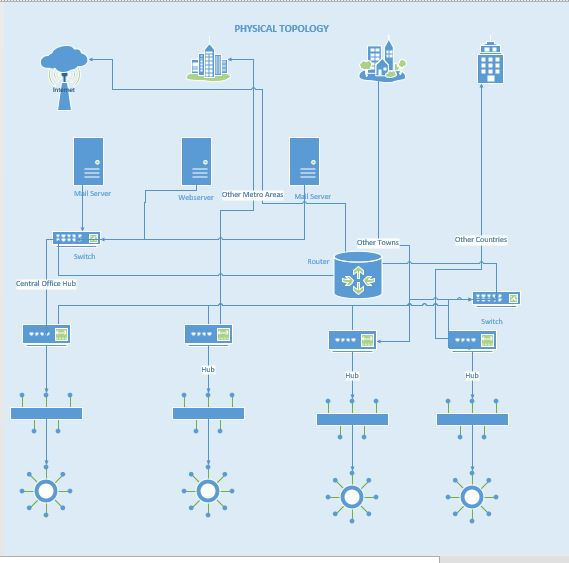 PHYSICAL TOPOLOGY
Internet
Mail Server
Webserver
Other Metro Areas
Mail Server
Switch
Other Towns
Other Countries
Router
Central Office Hub
Switch
Hub
Hub
Hub